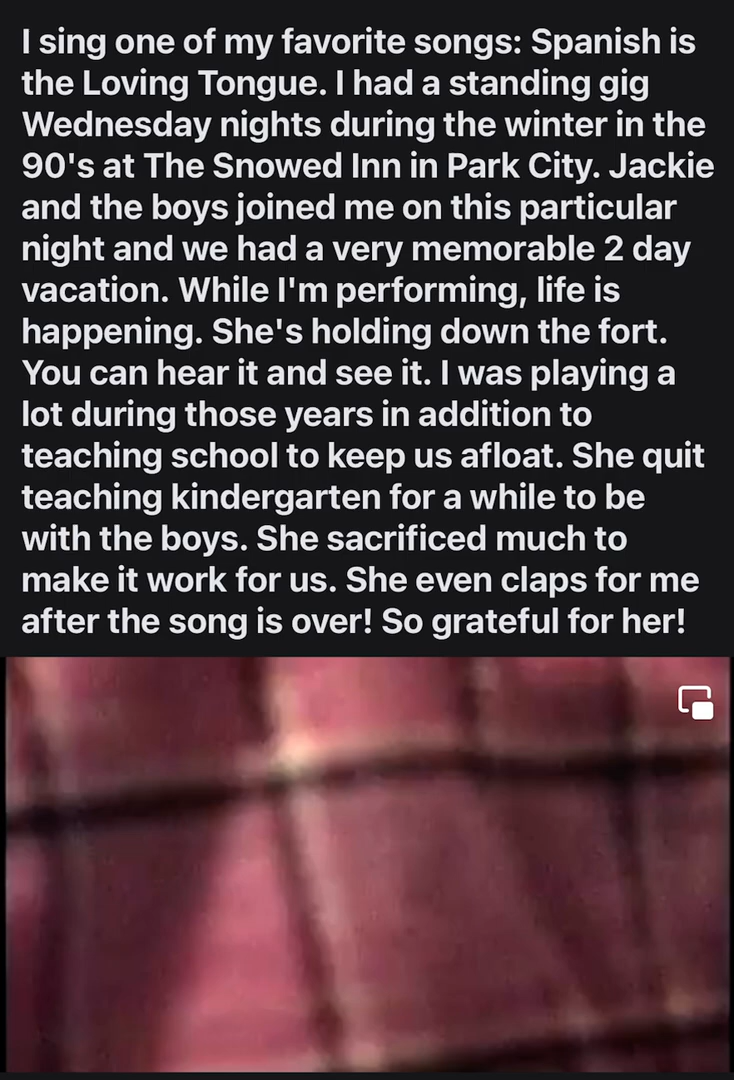 I sing one of my favorite songs: Spanish is
the Loving Tongue. I had a standing gig
Wednesday nights during the winter in the
90's at The Snowed Inn in Park City. Jackie
and the boys joined me on this particular
night and we had a very memorable 2 day
vacation. While I'm performing, life is
happening. She's holding down the fort.
You can hear it and see it. I was playing a
lot during those years in addition to
teaching school to keep us afloat. She quit
teaching kindergarten for a while to be
with the boys. She sacrificed much to
make it work for us. She even claps for me
after the song is over! So grateful for her!